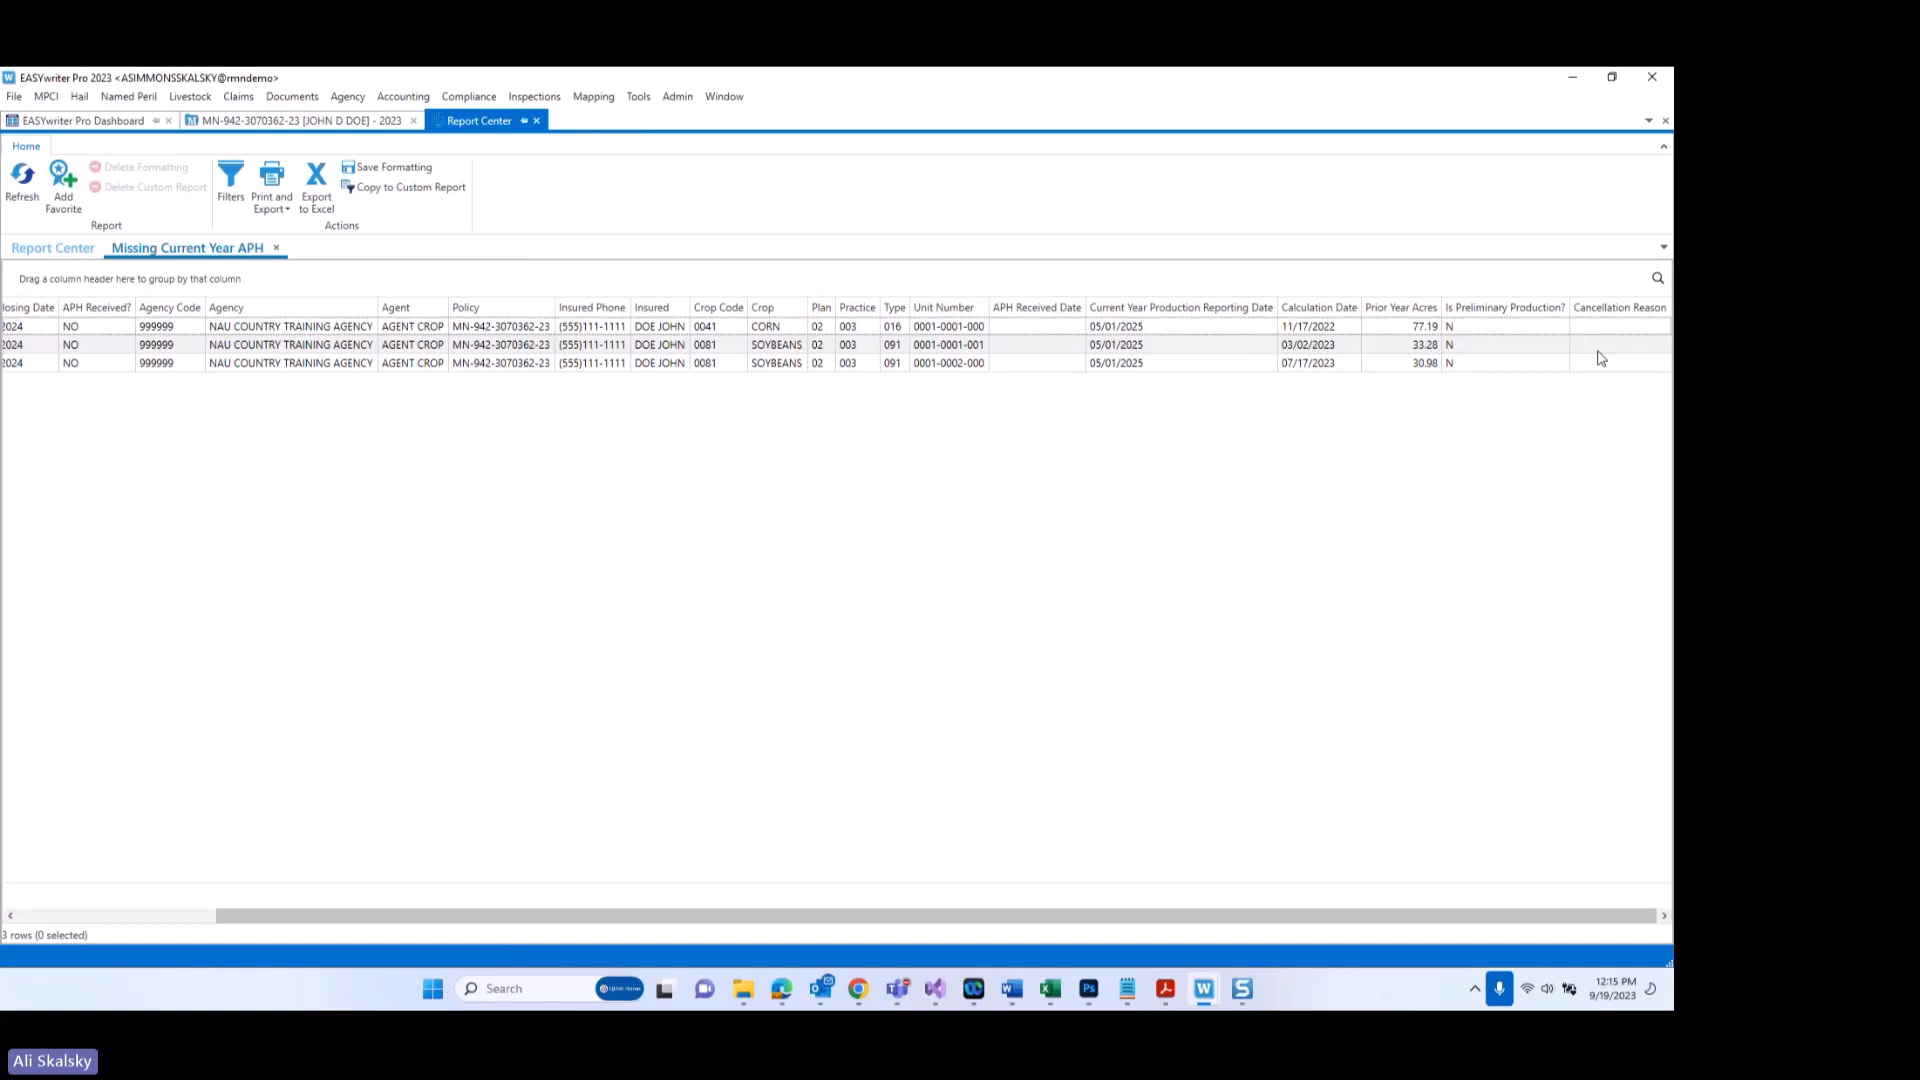 EASYwriter Pro 2023 <ASIMMONSSKALSKY@rmndemo>
File MPCI Hail Named Peril Livestock Claims Documents Agency Accounting Compliance Inspections Mapping Tools Admin Window
EASYwriter Pro Dashboard MN-942-3070362-23 [JOHN D DOE] - 2023 Report Center
Home
Refresh
Add Favorite
Delete Formatting
Delete Custom Report
Report
Filters
Print and Export
Export to Excel
Save Formatting
Copy to Custom Report
Actions
Report Center Missing Current Year APH
Drag a column header here to group by that column
losing Date APH Received? Agency Code Agency Agent Policy Insured Phone Insured Crop Code Crop Plan Practice Type Unit Number APH Received Date Current Year Production Reporting Date Calculation Date Prior Year Acres Is Preliminary Production? Cancellation Reason
2024 NO 999999 NAU COUNTRY TRAINING AGENCY AGENT CROP MN-942-3070362-23 (555)111-1111 DOE JOHN 0041 CORN 02 003 016 0001-0001-000 05/01/2025 11/17/2022 77.19 N
2024 NO 999999 NAU COUNTRY TRAINING AGENCY AGENT CROP MN-942-3070362-23 (555)111-1111 DOE JOHN 0081 SOYBEANS 02 003 091 0001-0001-001 05/01/2025 03/02/2023 33.28 N
2024 NO 999999 NAU COUNTRY TRAINING AGENCY AGENT CROP MN-942-3070362-23 (555)111-1111 DOE JOHN 0081 SOYBEANS 02 003 091 0001-0002-000 05/01/2025 07/17/2023 30.98 N
3 rows (0 selected)
Search
12:15 PM
9/19/2023
Ali Skalsky